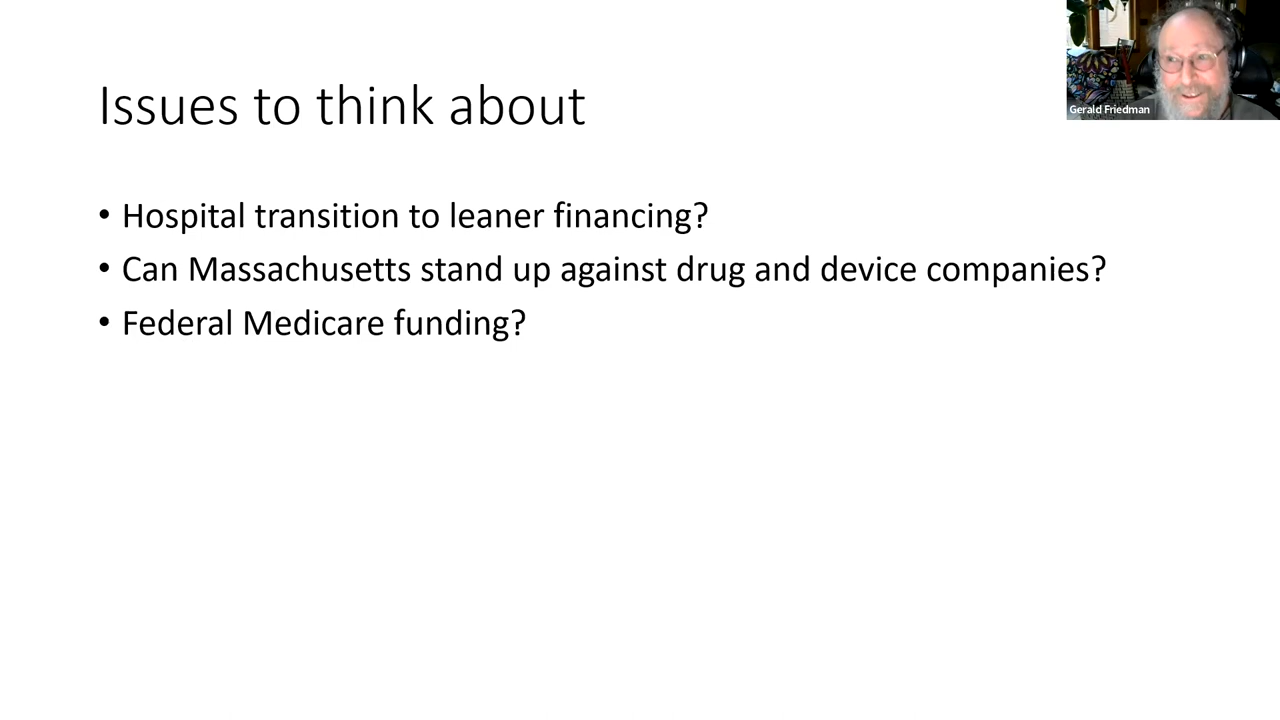 Issues to think about
Gerald Friedman
• Hospital transition to leaner financing?
• Can Massachusetts stand up against drug and device companies?
• Federal Medicare funding?